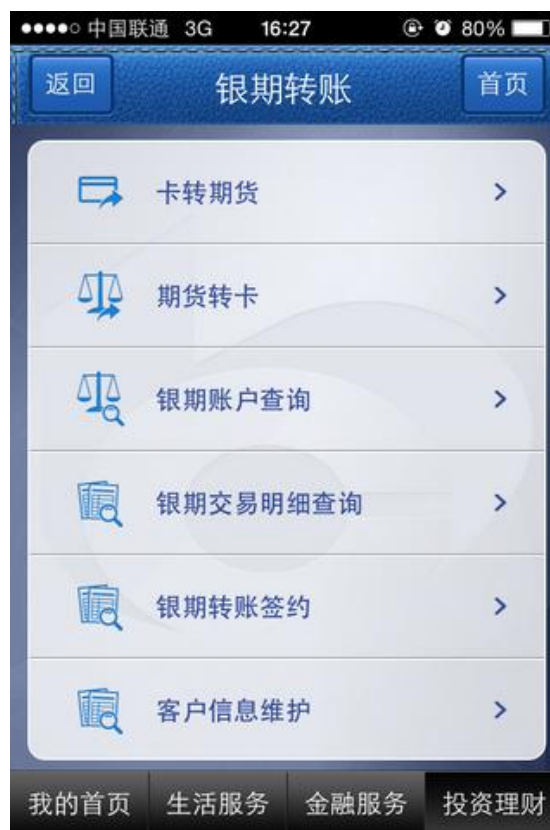 中国联通 3G 16:27 80%
返回 银期转账 首页
卡转期货
期货转卡
银期账户查询
银期交易明细查询
银期转账签约
客户信息维护
我的首页 生活服务 金融服务 投资理财